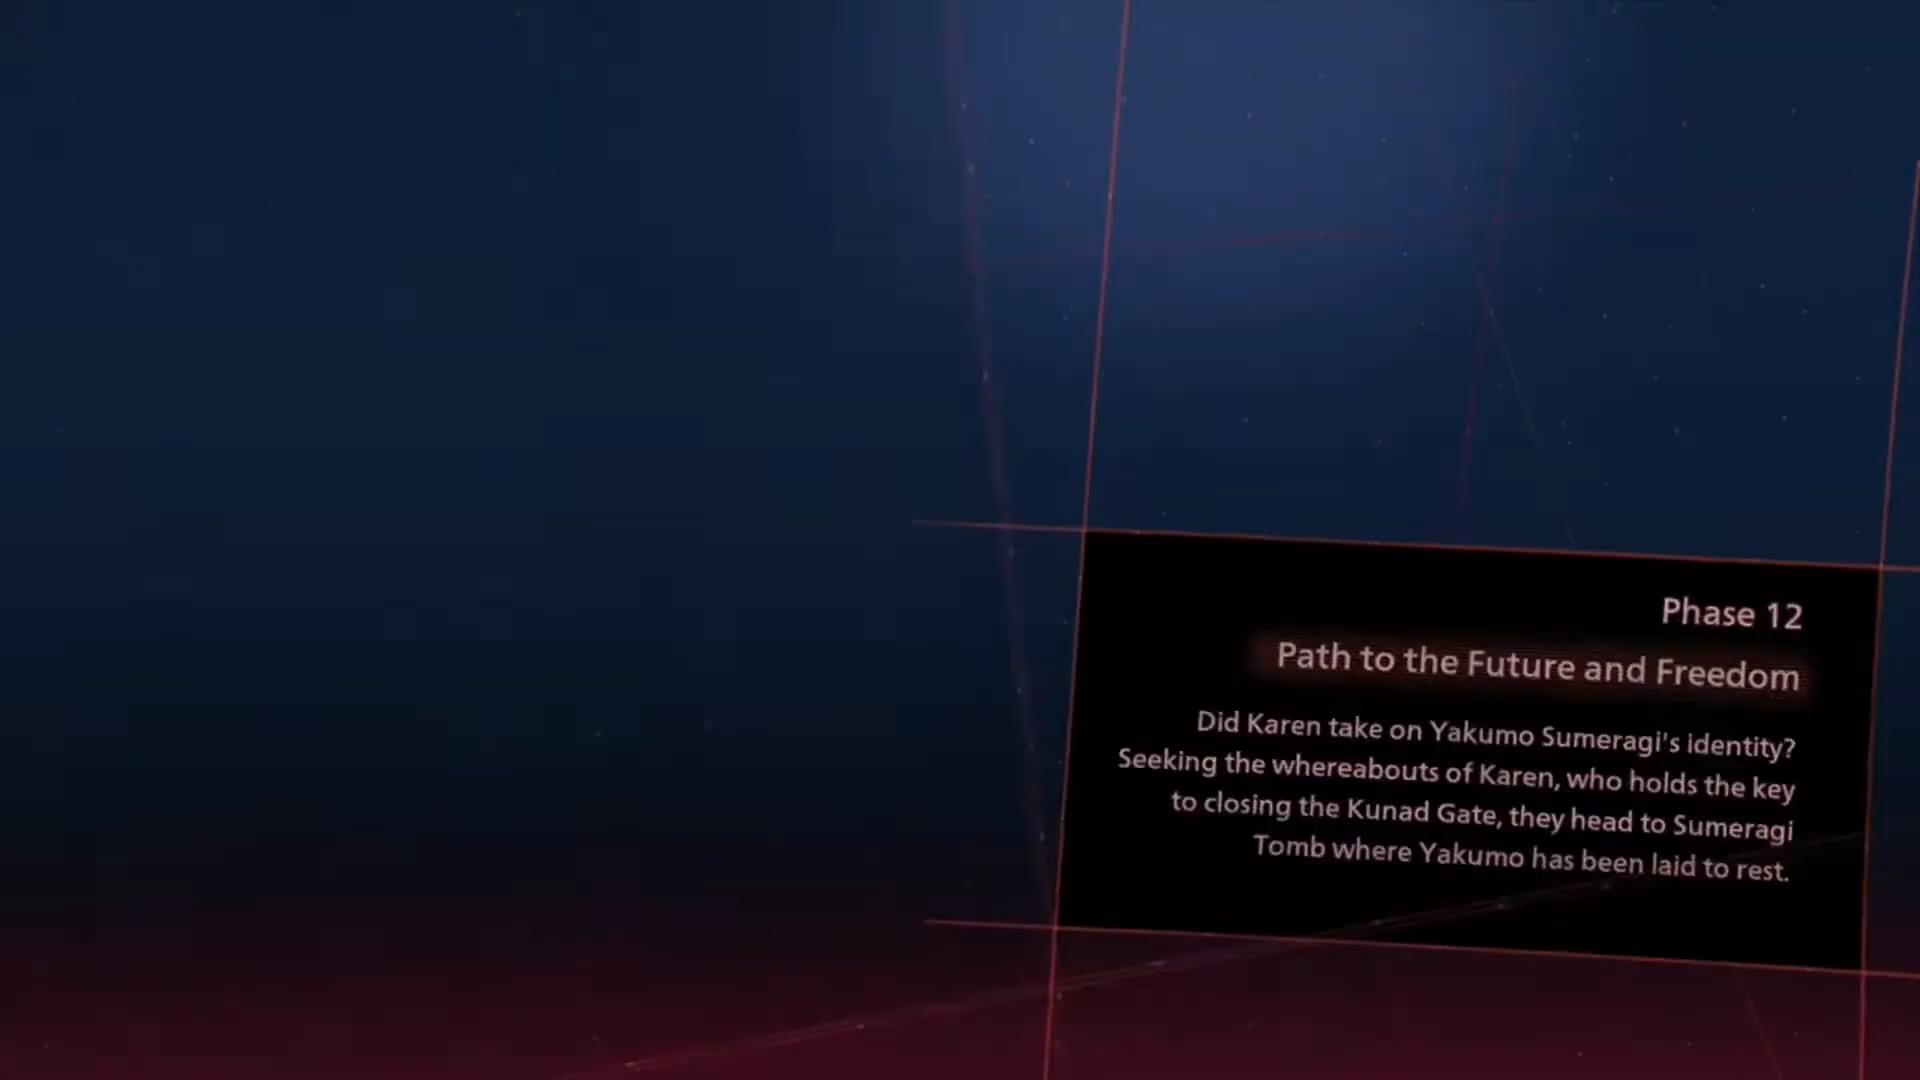 Phase 12
Path to the Future and Freedom
Did Karen take on Yakumo Sumeragi's identity?
Seeking the whereabouts of Karen, who holds the key
to closing the Kunad Gate, they head to Sumeragi
Tomb where Yakumo has been laid to rest.